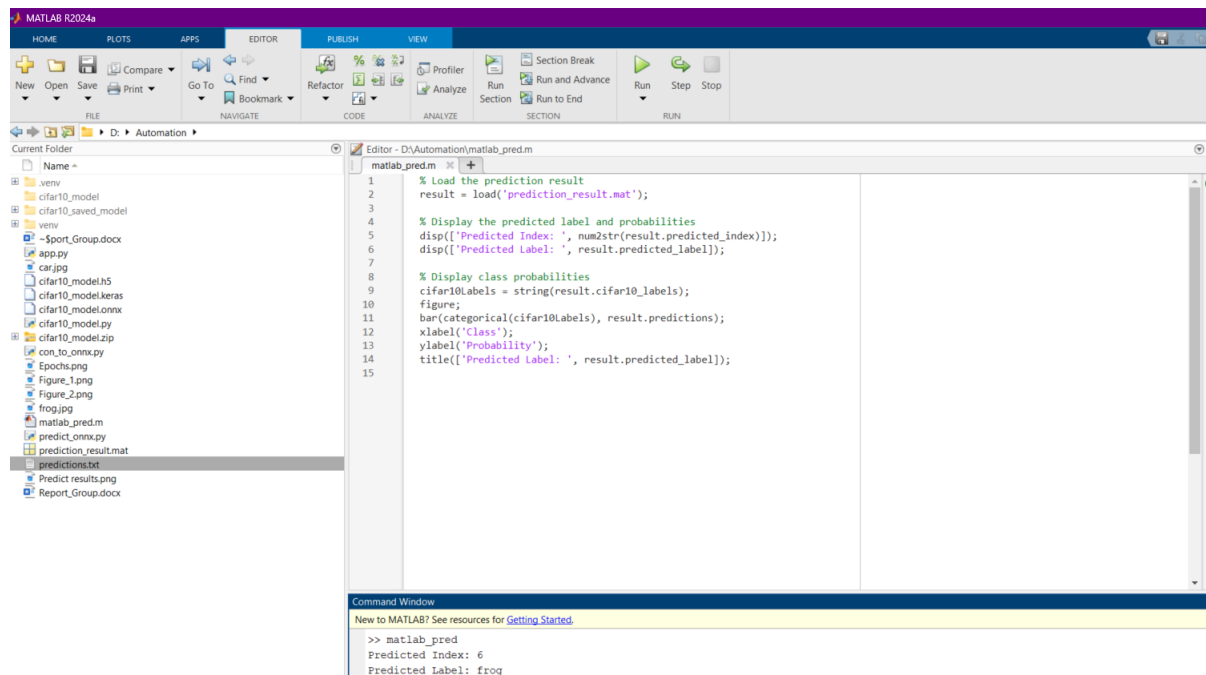 MATLAB R2024a
HOME PLOTS APPS EDITOR PUBLISH VIEW
New Open Save Compare Print
FILE
Go To Find Bookmark
NAVIGATE
Refactor
CODE
Profiler
Analyze
ANALYZE
Run Section
Section Break
Run and Advance
Run to End
SECTION
Run Step Stop
RUN
D: Automation
Current Folder
Name
.venv
cifar10_model
cifar10_saved_model
venv
~$port_Group.docx
app.py
car.jpg
cifar10_model.h5
cifar10_model.keras
cifar10_model.onnx
cifar10_model.py
cifar10_model.zip
con_to_onnx.py
Epochs.png
Figure_1.png
Figure_2.png
frog.jpg
matlab_pred.m
predict_onnx.py
prediction_result.mat
predictions.txt
Predict results.png
Report_Group.docx
Editor - D:\Automation\matlab_pred.m
matlab_pred.m
1 % Load the prediction result
2 result = load('prediction_result.mat');
3
4 % Display the predicted label and probabilities
5 disp(['Predicted Index: ', num2str(result.predicted_index)]);
6 disp(['Predicted Label: ', result.predicted_label]);
7
8 % Display class probabilities
9 cifar10Labels = string(result.cifar10_labels);
10 figure;
11 bar(categorical(cifar10Labels), result.predictions);
12 xlabel('Class');
13 ylabel('Probability');
14 title(['Predicted Label: ', result.predicted_label]);
15
Command Window
New to MATLAB? See resources for Getting Started.
>> matlab_pred
Predicted Index: 6
Predicted Label: frog